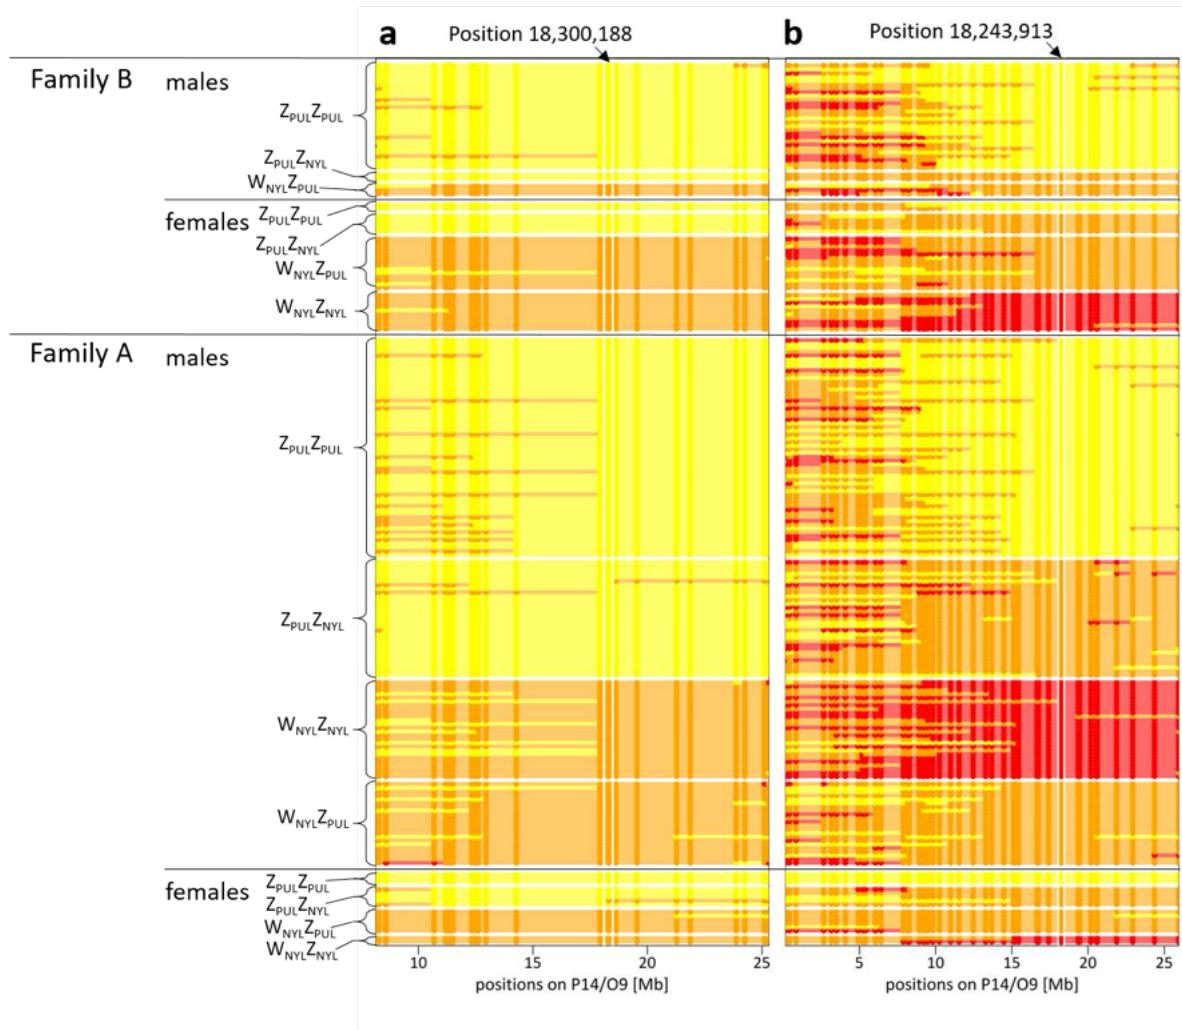 a
Position 18,300,188
b
Position 18,243,913
Family B
males
ZPULZPUL
ZPULZNYL
WNYLZPUL
females
ZPULZPUL
ZPULZNYL
WNYLZPUL
WNYLZNYL
Family A
males
ZPULZPUL
ZPULZNYL
WNYLZNYL
WNYLZPUL
females
ZPULZPUL
ZPULZNYL
WNYLZPUL
WNYLZNYL
10 15 20 25
5 10 15 20 25
positions on P14/O9 [Mb]
positions on P14/O9 [Mb]